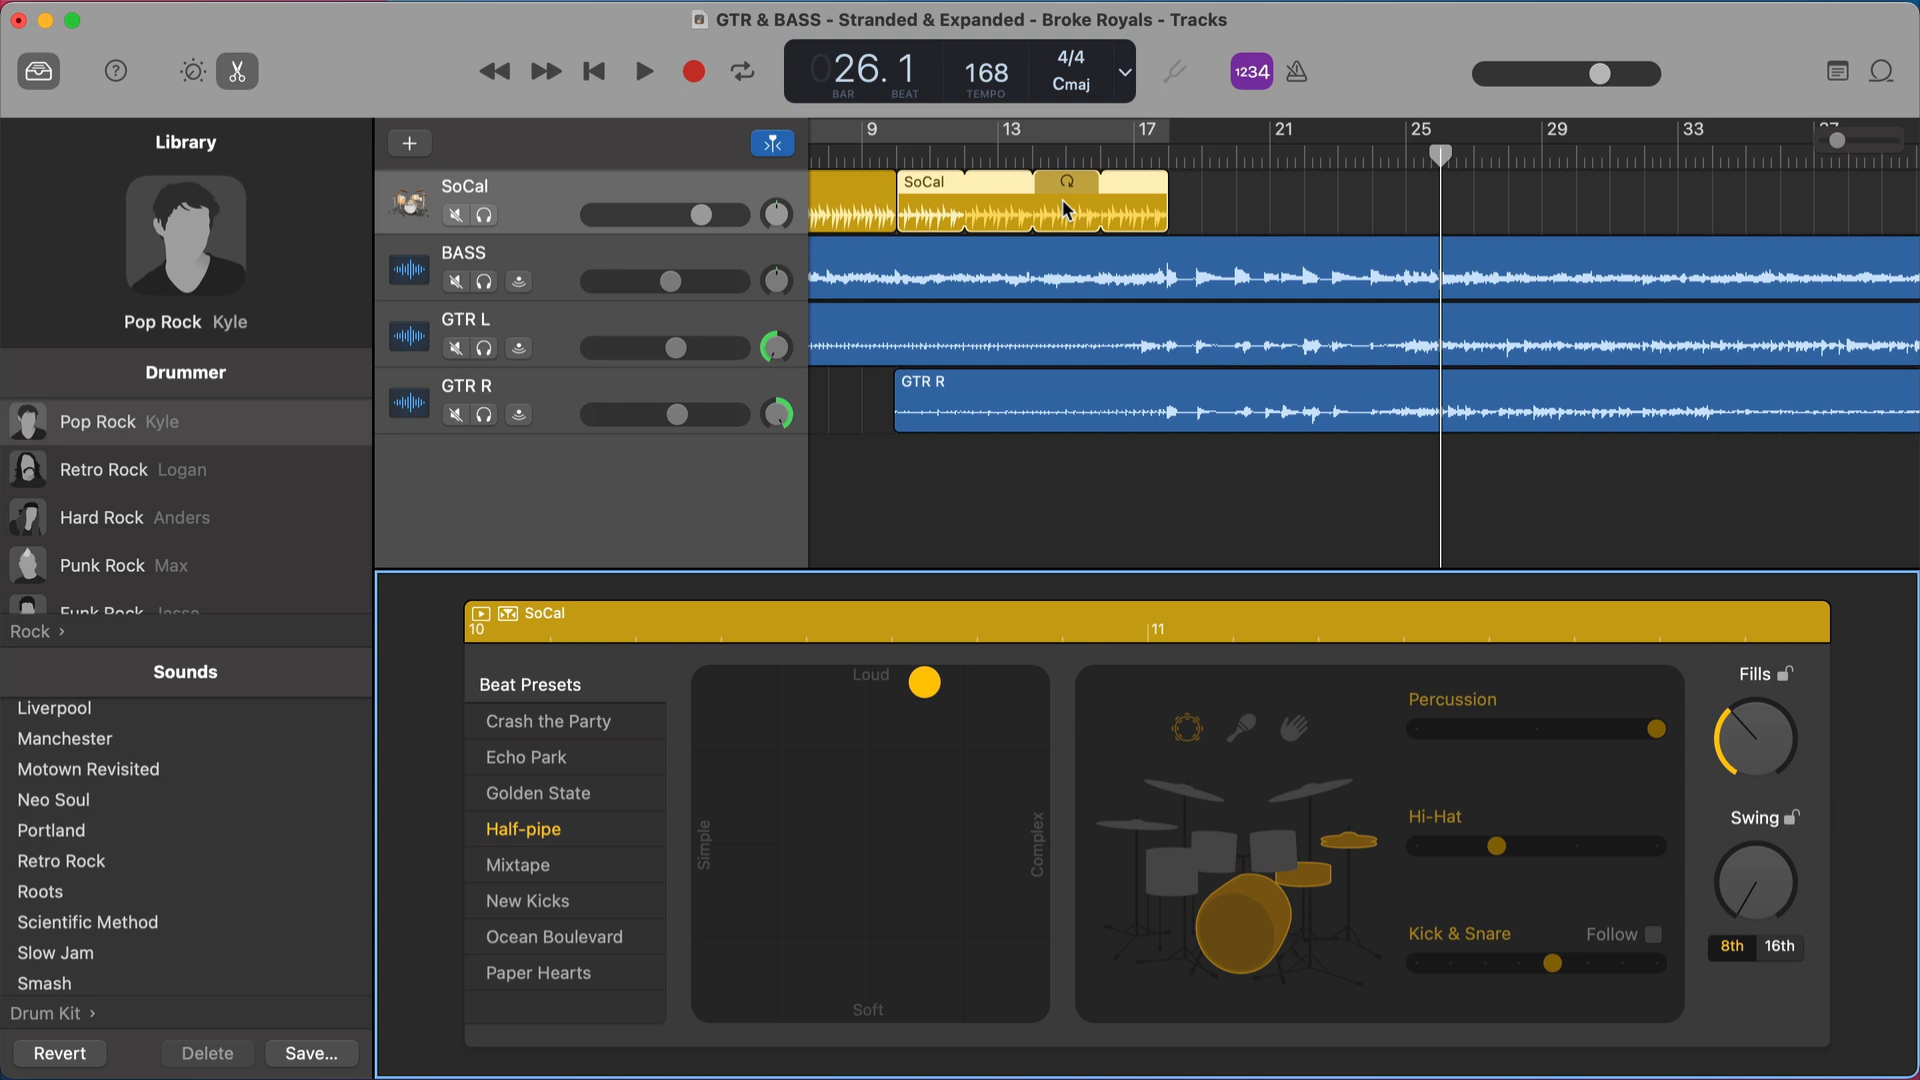 GTR & BASS - Stranded & Expanded - Broke Royals - Tracks
026.1
BAR
BEAT
168
TEMPO
4/4
Cmaj
1234
Library
Pop Rock Kyle
Drummer
Pop Rock Kyle
Retro Rock Logan
Hard Rock Anders
Punk Rock Max
Funk Rock Jesse
Rock ›
Sounds
Liverpool
Manchester
Motown Revisited
Neo Soul
Portland
Retro Rock
Roots
Scientific Method
Slow Jam
Smash
Drum Kit ›
Revert
Delete
Save...
SoCal
BASS
GTR L
GTR R
9
13
17
21
25
29
33
37
SoCal
GTR R
SoCal
10
11
Beat Presets
Crash the Party
Echo Park
Golden State
Half-pipe
Mixtape
New Kicks
Ocean Boulevard
Paper Hearts
Loud
Simple
Complex
Soft
Percussion
Hi-Hat
Kick & Snare
Follow
Fills
Swing
8th
16th